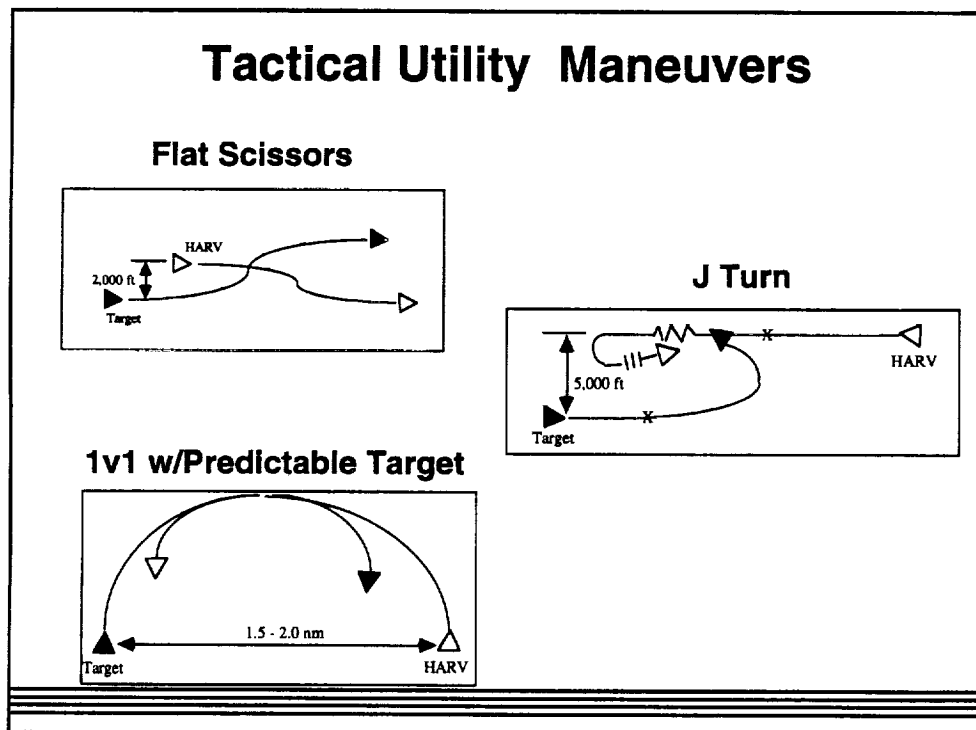 Tactical Utility Maneuvers
Flat Scissors
HARV
2,000 ft
Target
J Turn
x
HARV
5,000 ft
x
Target
1v1 w/Predictable Target
1.5 - 2.0 nm
Target
HARV